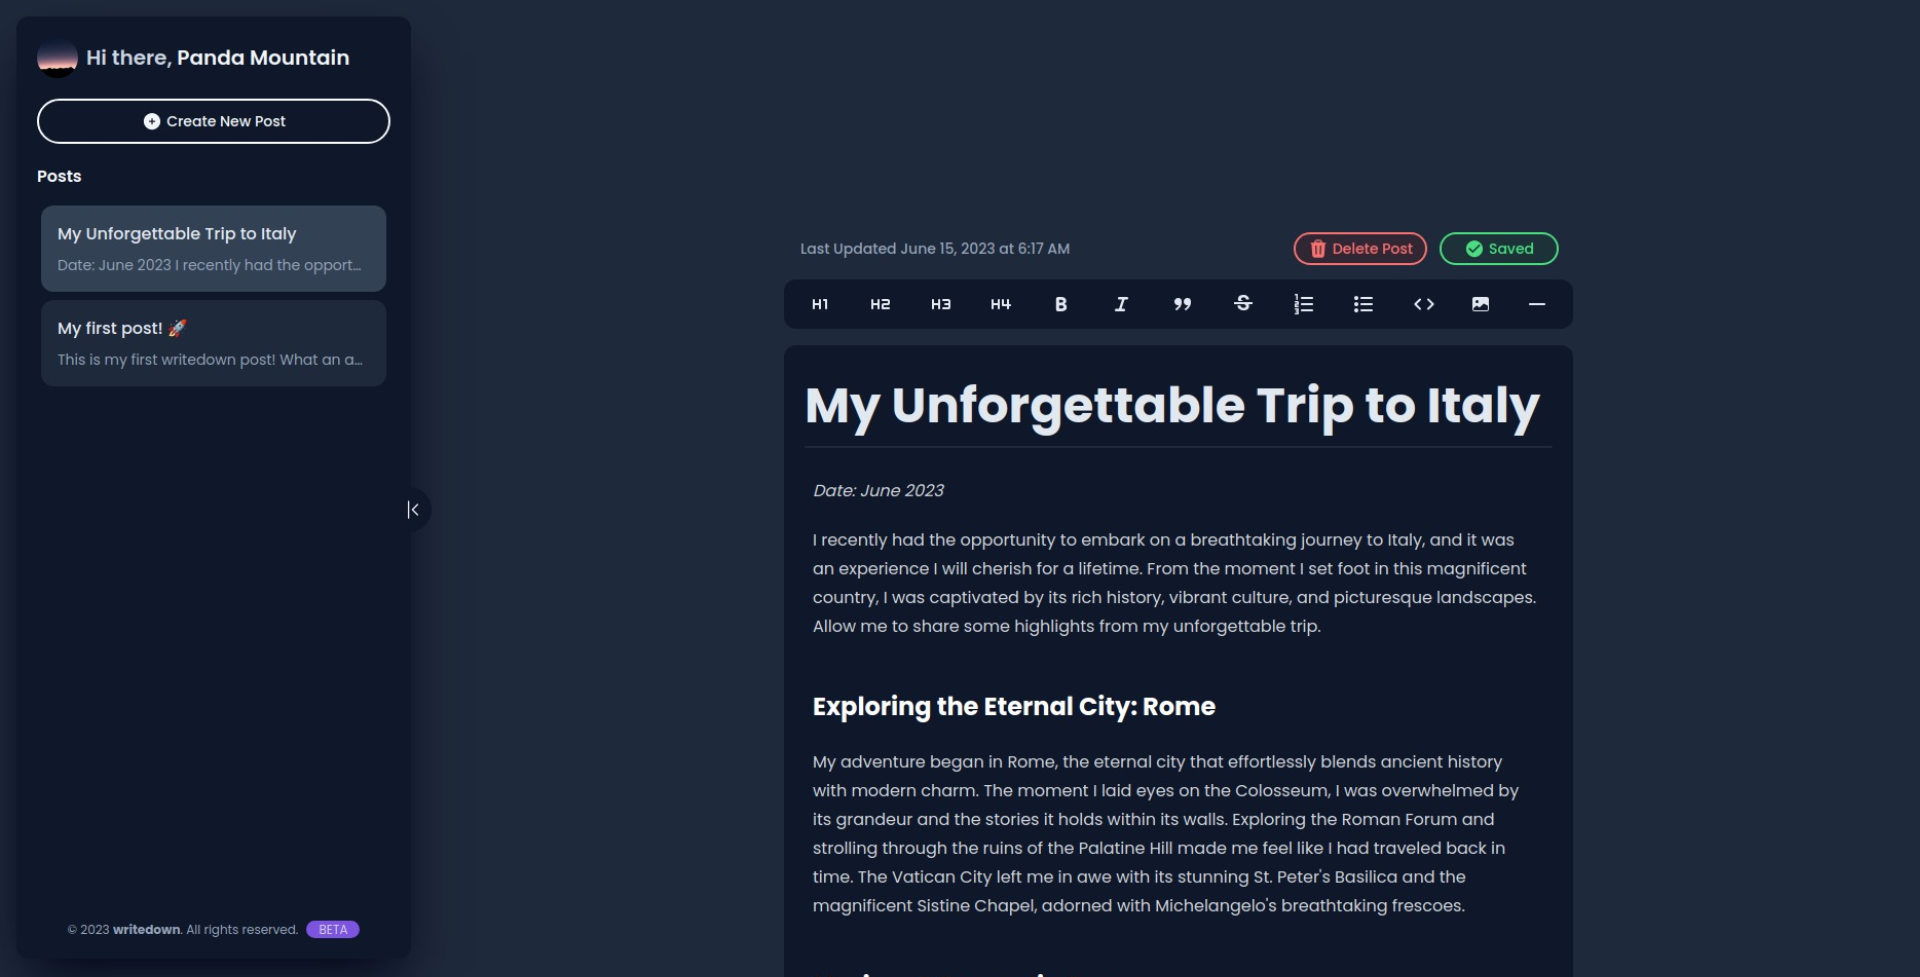 Hi there, Panda Mountain
Create New Post
Posts
My Unforgettable Trip to Italy
Date: June 2023 I recently had the opport...
My first post! 🚀
This is my first writedown post! What an a...
© 2023 writedown. All rights reserved. BETA
Last Updated June 15, 2023 at 6:17 AM
Delete Post
Saved
H1 H2 H3 H4 B I
My Unforgettable Trip to Italy
Date: June 2023
I recently had the opportunity to embark on a breathtaking journey to Italy, and it was
an experience I will cherish for a lifetime. From the moment I set foot in this magnificent
country, I was captivated by its rich history, vibrant culture, and picturesque landscapes.
Allow me to share some highlights from my unforgettable trip.
Exploring the Eternal City: Rome
My adventure began in Rome, the eternal city that effortlessly blends ancient history
with modern charm. The moment I laid eyes on the Colosseum, I was overwhelmed by
its grandeur and the stories it holds within its walls. Exploring the Roman Forum and
strolling through the ruins of the Palatine Hill made me feel like I had traveled back in
time. The Vatican City left me in awe with its stunning St. Peter's Basilica and the
magnificent Sistine Chapel, adorned with Michelangelo's breathtaking frescoes.